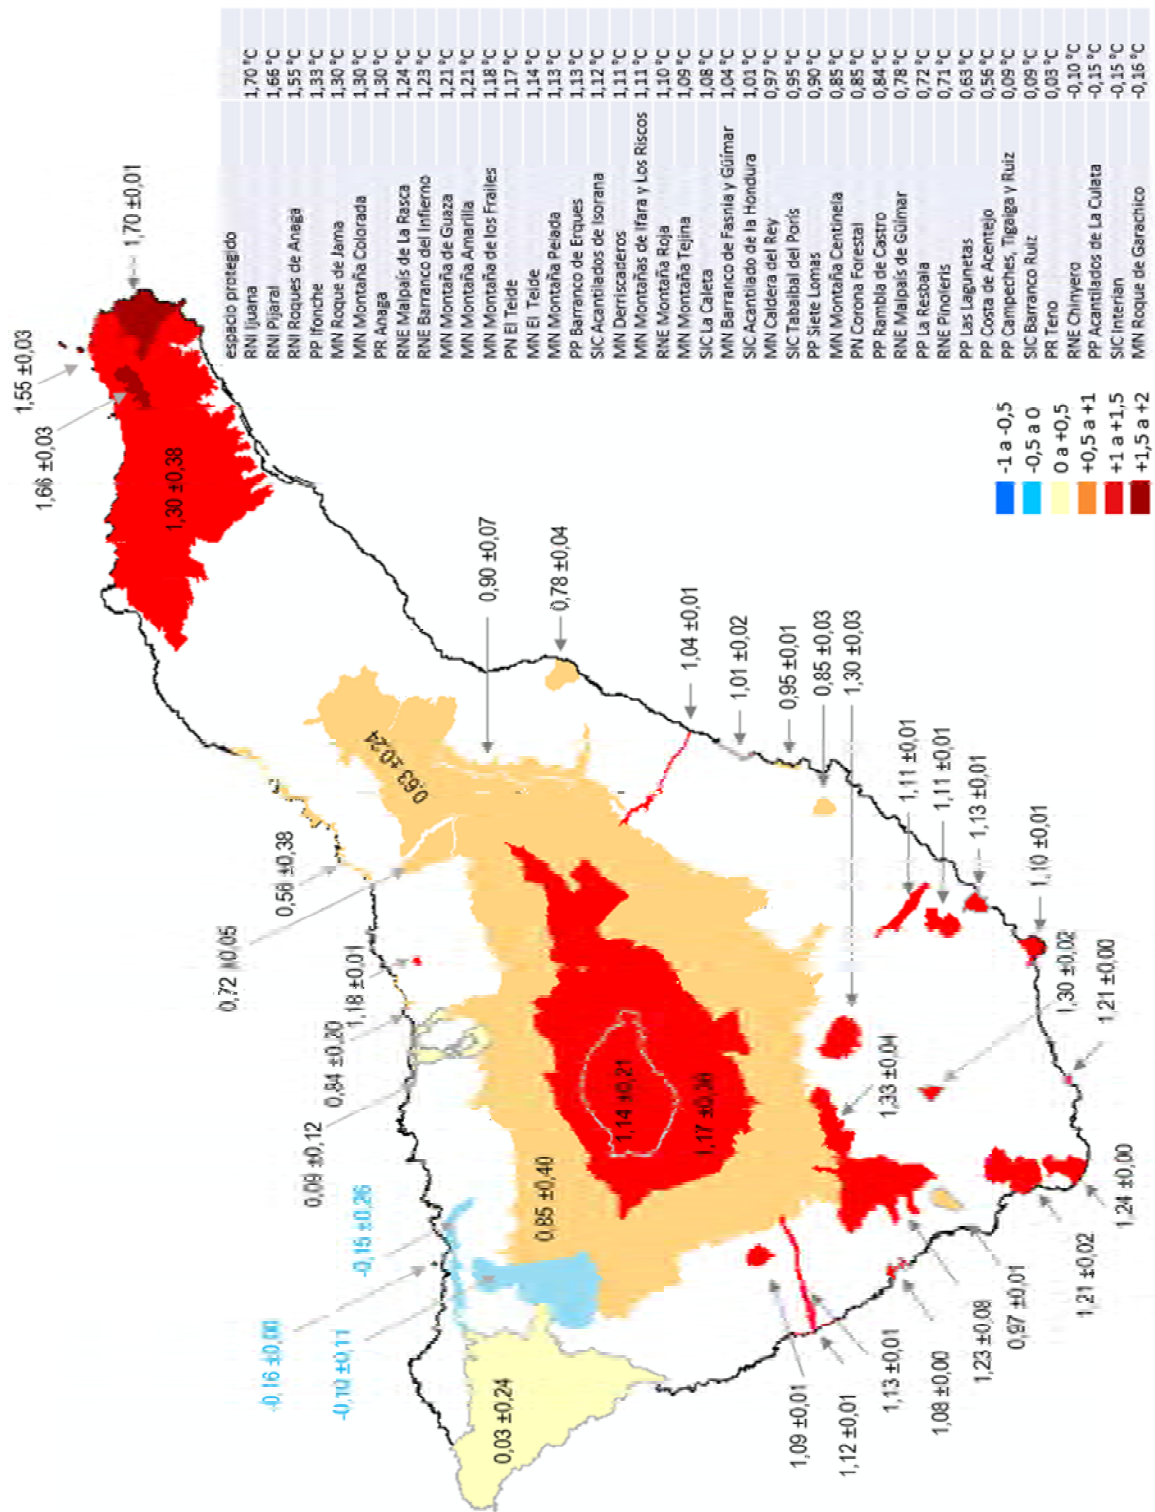 1,55 ±0,03
1,66 ±0,03
1,70 ±0,01
1,30 ±0,38
0,90 ±0,07
0,78 ±0,04
0,63 ±0,24
0,56 ±0,38
0,72 ±0,05
1,18 ±0,01
0,84 ±0,20
0,09 ±0,12
-0,15 ±0,26
-0,16 ±0,00
-0,10 ±0,11
0,03 ±0,24
0,85 ±0,40
1,14 ±0,21
1,04 ±0,01
1,01 ±0,02
0,95 ±0,01
0,85 ±0,03
1,30 ±0,03
1,11 ±0,01
1,11 ±0,01
1,13 ±0,01
1,10 ±0,01
1,30 ±0,02
1,21 ±0,00
1,33 ±0,04
1,24 ±0,00
1,21 ±0,02
0,97 ±0,01
1,23 ±0,08
1,08 ±0,00
1,13 ±0,01
1,12 ±0,01
1,09 ±0,01
espacio protegido
RNI Ijuana 1,70 °C
RNI Pijaral 1,66 °C
RNI Roques de Anaga 1,55 °C
PP Ifonche 1,33 °C
MN Roque de Jama 1,30 °C
MN Montaña Colorada 1,30 °C
PR Anaga 1,30 °C
RNE Malpaís de La Rasca 1,24 °C
RNE Barranco del Infierno 1,23 °C
MN Montaña de Guaza 1,21 °C
MN Montaña Amarilla 1,21 °C
MN Montaña de los Frailes 1,18 °C
PN El Teide 1,17 °C
MN El Teide 1,14 °C
MN Montaña Pelada 1,13 °C
PP Barranco de Erques 1,13 °C
SIC Acantilados de Isorana 1,12 °C
MN Derriscaderos 1,11 °C
MN Montañas de Ifara y Los Riscos 1,11 °C
RNE Montaña Roja 1,10 °C
MN Montaña Tejina 1,09 °C
SIC La Caleta 1,08 °C
MN Barranco de Fasnia y Güímar 1,04 °C
SIC Acantilado de la Hondura 1,01 °C
MN Caldera del Rey 0,97 °C
SIC Tabaibal del Porís 0,95 °C
PP Siete Lomas 0,90 °C
MN Montaña Centinela 0,85 °C
PN Corona Forestal 0,85 °C
PP Rambla de Castro 0,84 °C
RNE Malpaís de Güímar 0,78 °C
PP La Resbala 0,72 °C
RNE Pinoleris 0,71 °C
PP Las Lagunetas 0,63 °C
PP Costa de Acentejo 0,56 °C
PP Campeches, Tigaiga y Ruiz 0,09 °C
SIC Barranco Ruiz 0,09 °C
PR Teno 0,03 °C
RNE Chinyero -0,10 °C
PP Acantilados de La Culata -0,15 °C
SIC Interian -0,15 °C
MN Roque de Garachico -0,16 °C
-1 a -0,5
-0,5 a 0
0 a +0,5
+0,5 a +1
+1 a +1,5
+1,5 a +2